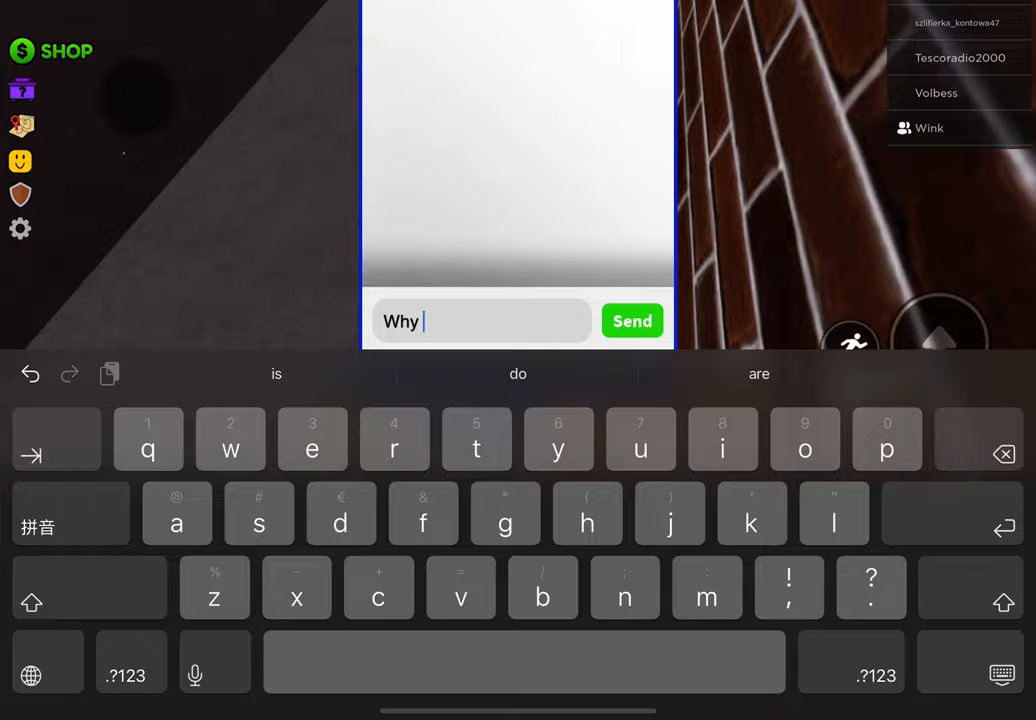 szlifierka_kontowa47
SHOP
Tescoradio2000
Volbess
Wink
Why
Send
is do are
1 2 3 4 5 6 7 8 9 0
q w e r t y u i o p
@ # € & * ( ) ' "
拼音 a s d f g h j k l
% - + = / ; : ! ?
z x c v b n m , .
.?123 .?123